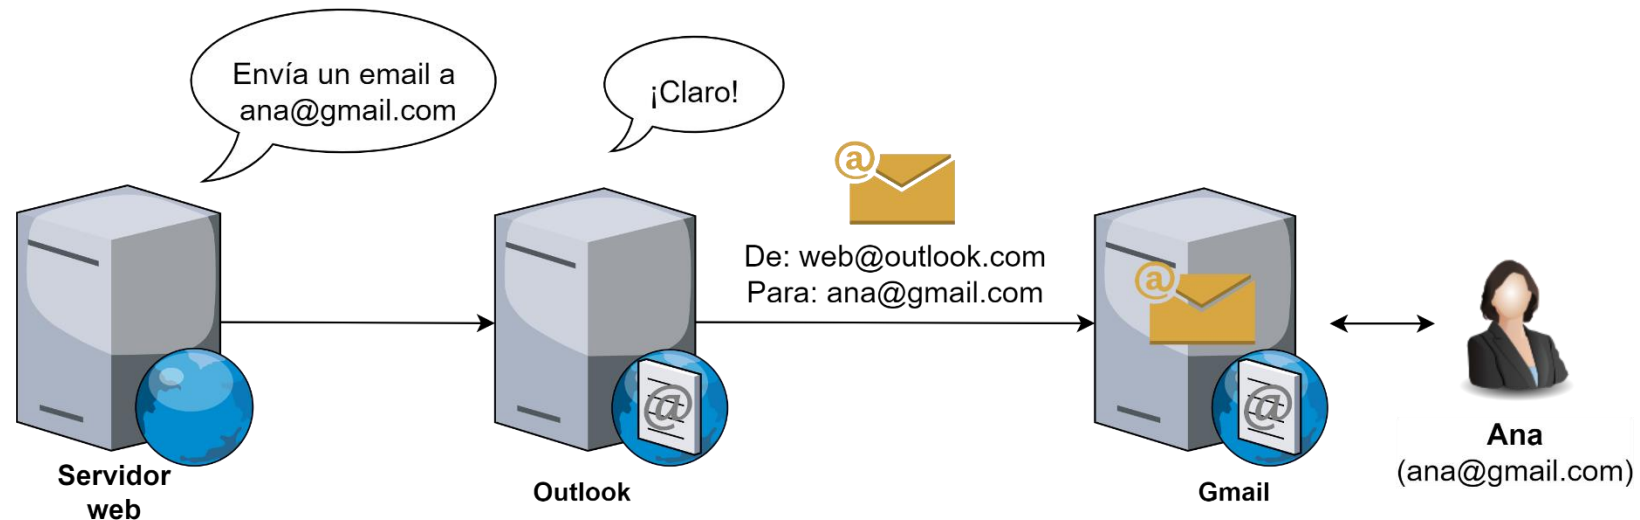 Envía un email a
ana@gmail.com
¡Claro!
@
De: web@outlook.com
Para: ana@gmail.com
@
@
@
Servidor
web
Outlook
Gmail
Ana
(ana@gmail.com)